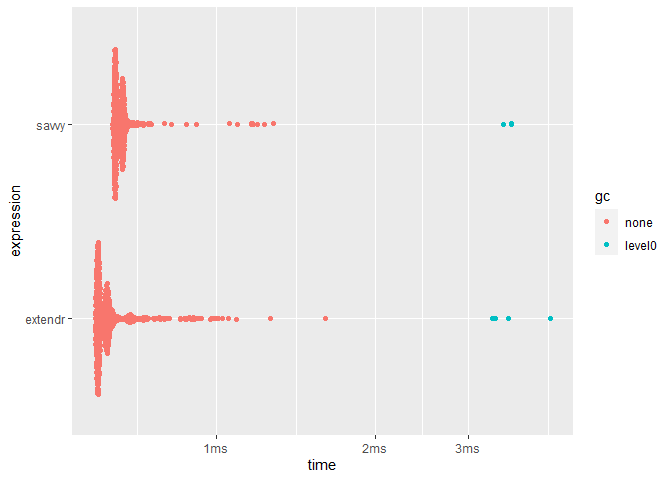 savvy
extendr
expression
1ms
2ms
3ms
time
gc
none
level0